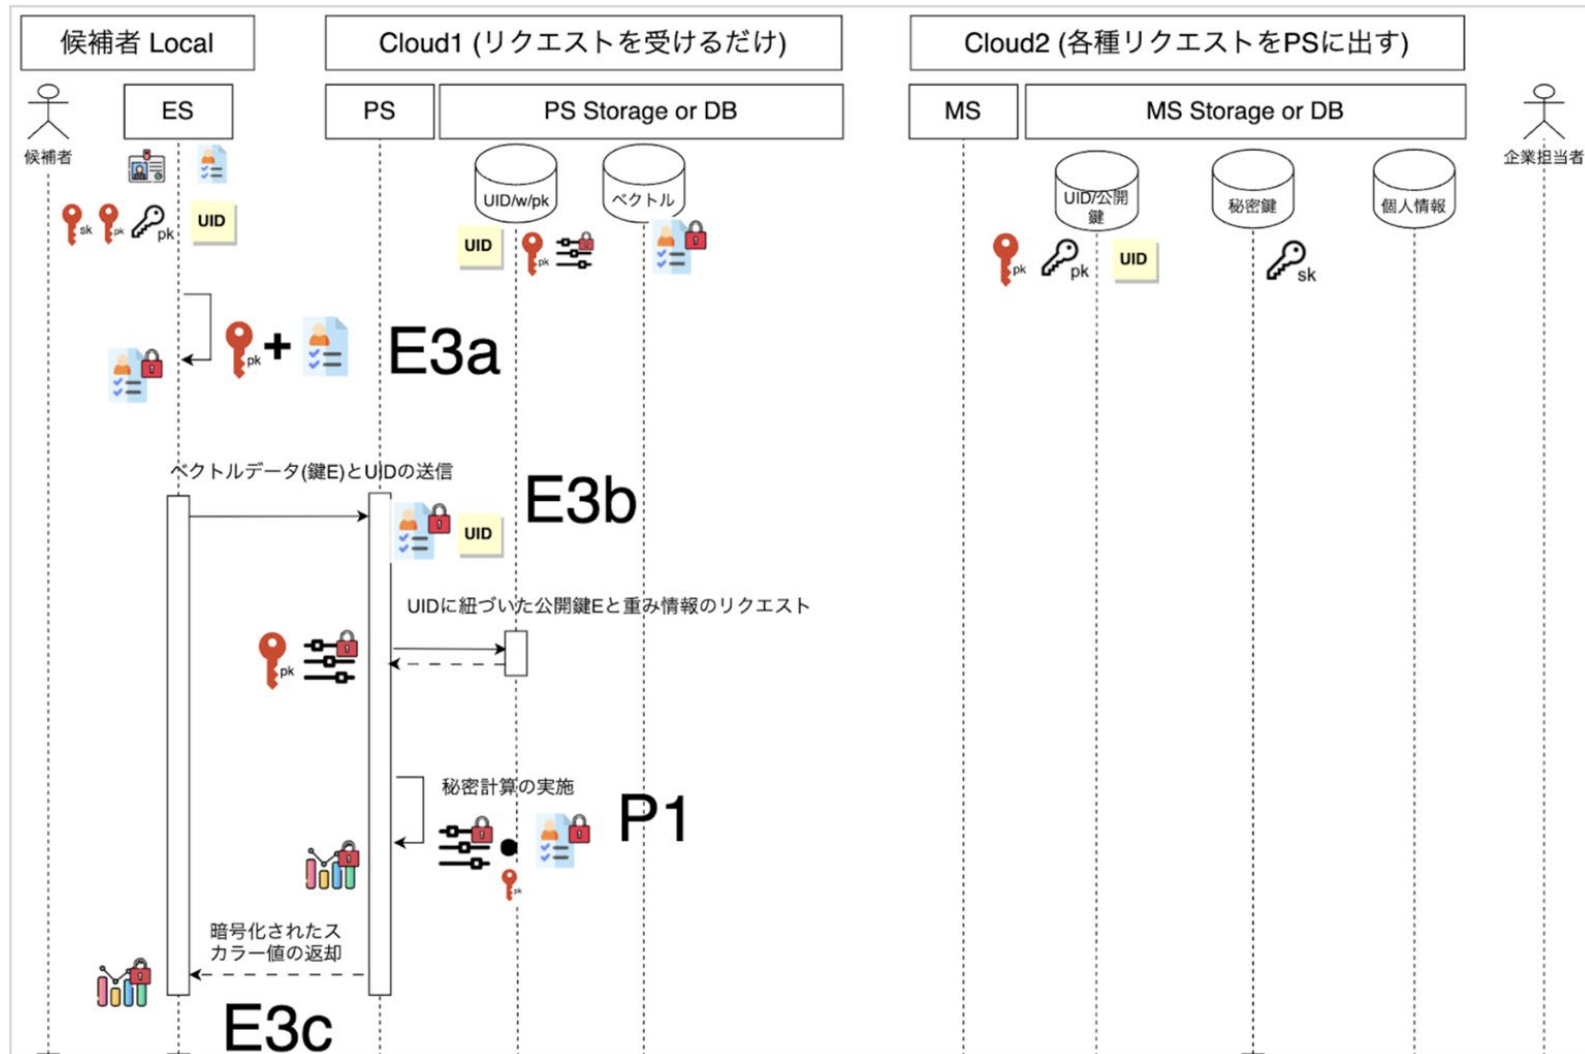 候補者 Local
Cloud1 (リクエストを受けるだけ)
Cloud2 (各種リクエストをPSに出す)
ES
PS
PS Storage or DB
MS
MS Storage or DB
候補者
企業担当者
UID/w/pk
ベクトル
UID/公開
鍵
秘密鍵
個人情報
sk
pk
pk
UID
UID
pk
pk
pk
UID
sk
pk
+
E3a
ベクトルデータ(鍵E)とUIDの送信
E3b
UID
UIDに紐づいた公開鍵Eと重み情報のリクエスト
pk
秘密計算の実施
P1
pk
暗号化されたス
カラー値の返却
E3c